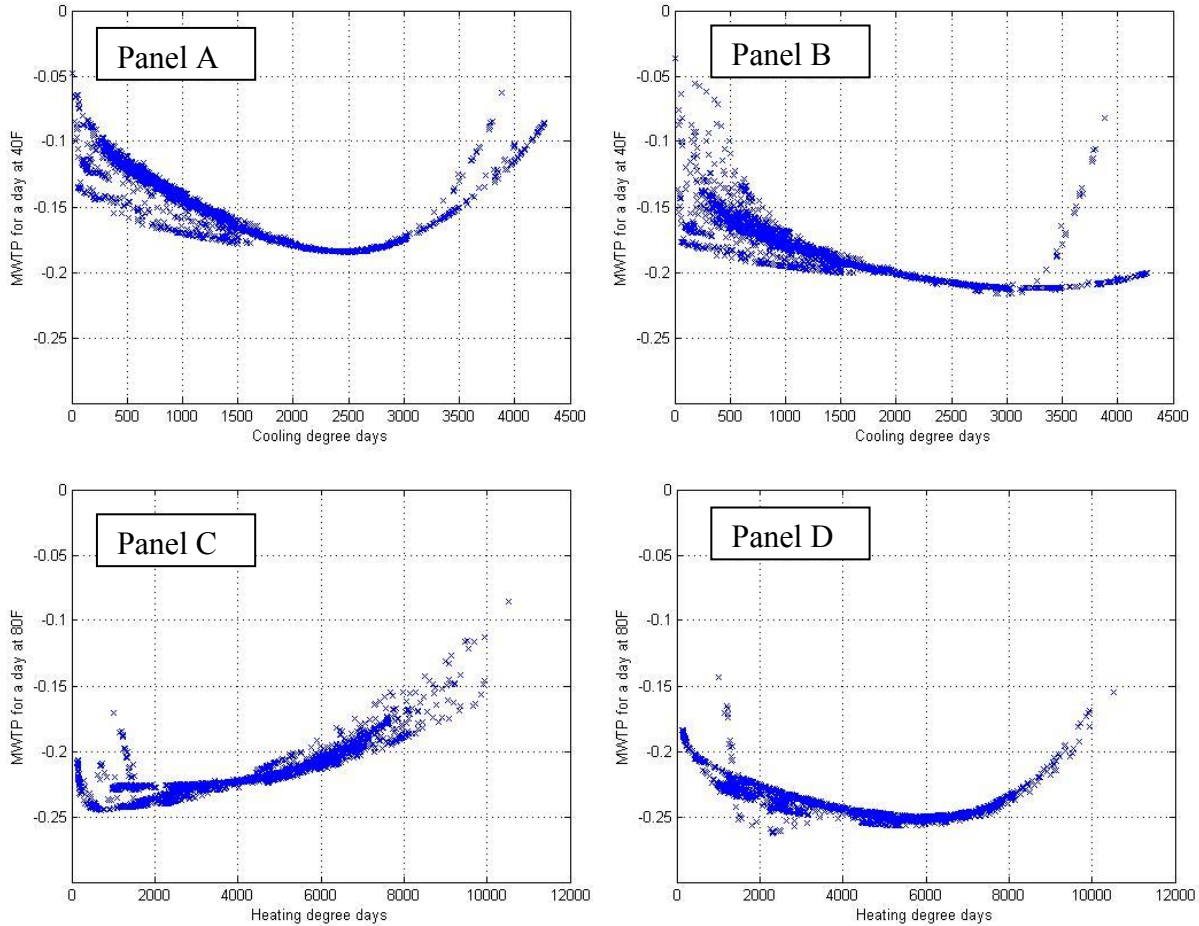 Panel A
0
-0.05
-0.1
-0.15
-0.2
-0.25
MWTP for a day at 40F
0 500 1000 1500 2000 2500 3000 3500 4000 4500
Cooling degree days
Panel B
0
-0.05
-0.1
-0.15
-0.2
-0.25
MWTP for a day at 40F
0 500 1000 1500 2000 2500 3000 3500 4000 4500
Cooling degree days
Panel C
0
-0.05
-0.1
-0.15
-0.2
-0.25
MWTP for a day at 80F
0 2000 4000 6000 8000 10000 12000
Heating degree days
Panel D
0
-0.05
-0.1
-0.15
-0.2
-0.25
MWTP for a day at 80F
0 2000 4000 6000 8000 10000 12000
Heating degree days